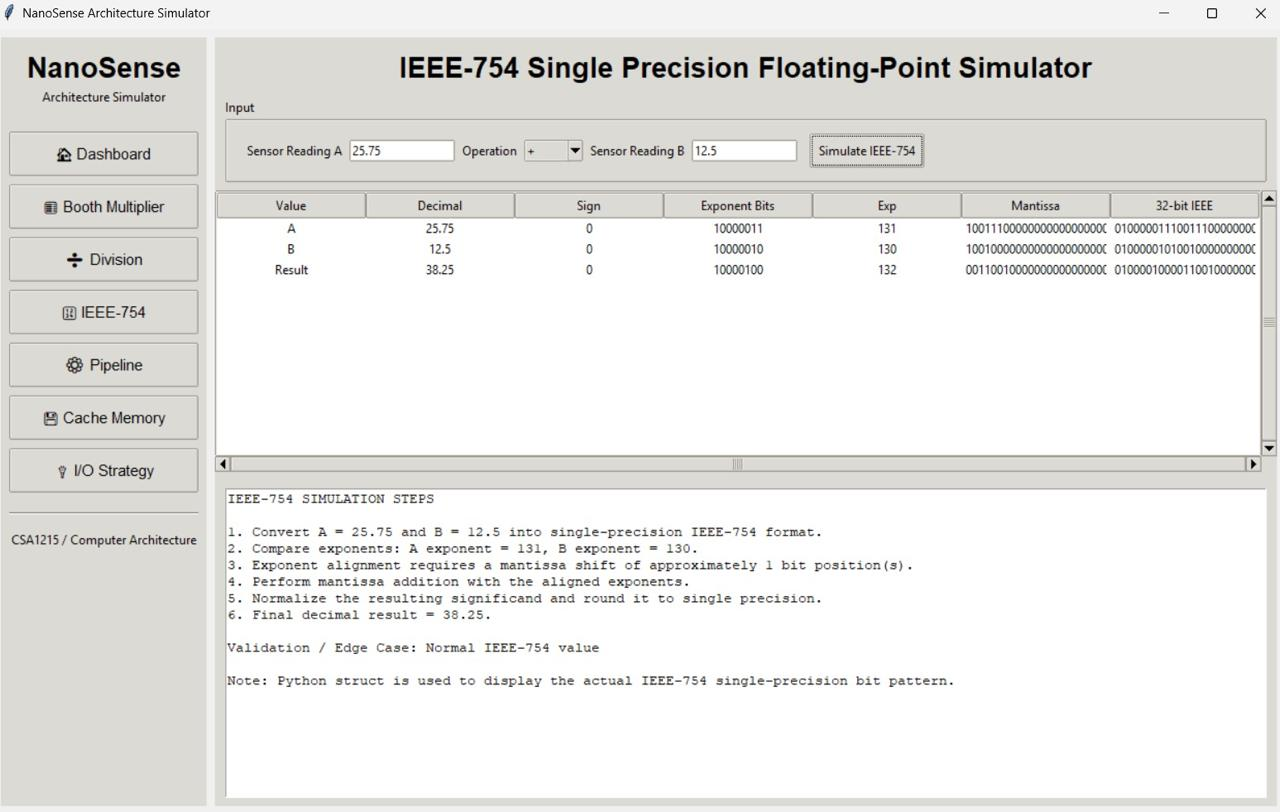 NanoSense Architecture Simulator
NanoSense
Architecture Simulator
Dashboard
Booth Multiplier
Division
IEEE-754
Pipeline
Cache Memory
I/O Strategy
CSA1215 / Computer Architecture
IEEE-754 Single Precision Floating-Point Simulator
Input
Sensor Reading A 25.75 Operation + Sensor Reading B 12.5 Simulate IEEE-754
Value Decimal Sign Exponent Bits Exp Mantissa 32-bit IEEE
A 25.75 0 10000011 131
B 12.5 0 10000010 130
Result 38.25 0 10000100 132
IEEE-754 SIMULATION STEPS
1. Convert A = 25.75 and B = 12.5 into single-precision IEEE-754 format.
2. Compare exponents: A exponent = 131, B exponent = 130.
3. Exponent alignment requires a mantissa shift of approximately 1 bit position(s).
4. Perform mantissa addition with the aligned exponents.
5. Normalize the resulting significand and round it to single precision.
6. Final decimal result = 38.25.
Validation / Edge Case: Normal IEEE-754 value
Note: Python struct is used to display the actual IEEE-754 single-precision bit pattern.